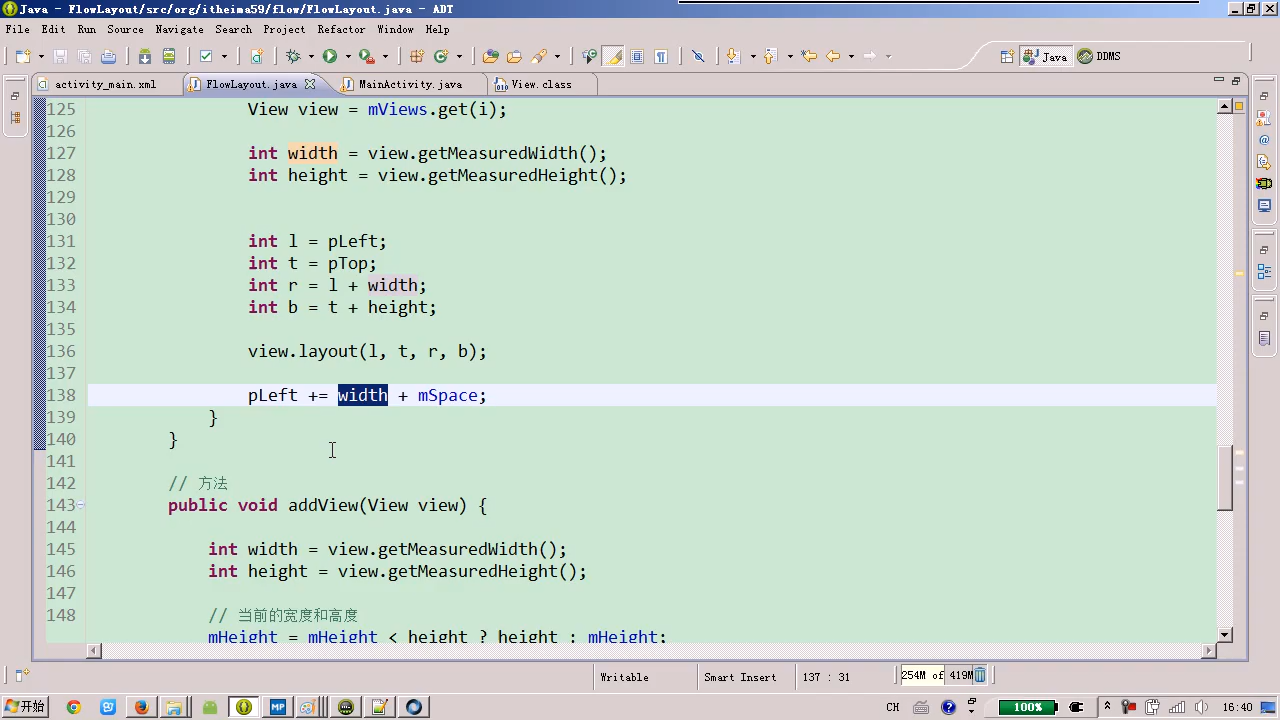 Java - FlowLayout/src/org/itheima59/flow/FlowLayout.java - ADT
File Edit Run Source Navigate Search Project Refactor Window Help
Java DDMS
activity_main.xml FlowLayout.java MainActivity.java View.class
125 View view = mViews.get(i);
126
127 int width = view.getMeasuredWidth();
128 int height = view.getMeasuredHeight();
129
130
131 int l = pLeft;
132 int t = pTop;
133 int r = l + width;
134 int b = t + height;
135
136 view.layout(l, t, r, b);
137
138 pLeft += width + mSpace;
139 }
140 }
141
142 // 方法
143 public void addView(View view) {
144
145 int width = view.getMeasuredWidth();
146 int height = view.getMeasuredHeight();
147
148 // 当前的宽度和高度
mHeight = mHeight < height ? height : mHeight;
Writable Smart Insert 137 : 31 254M of 419M
开始 MP CH 100% 16:40